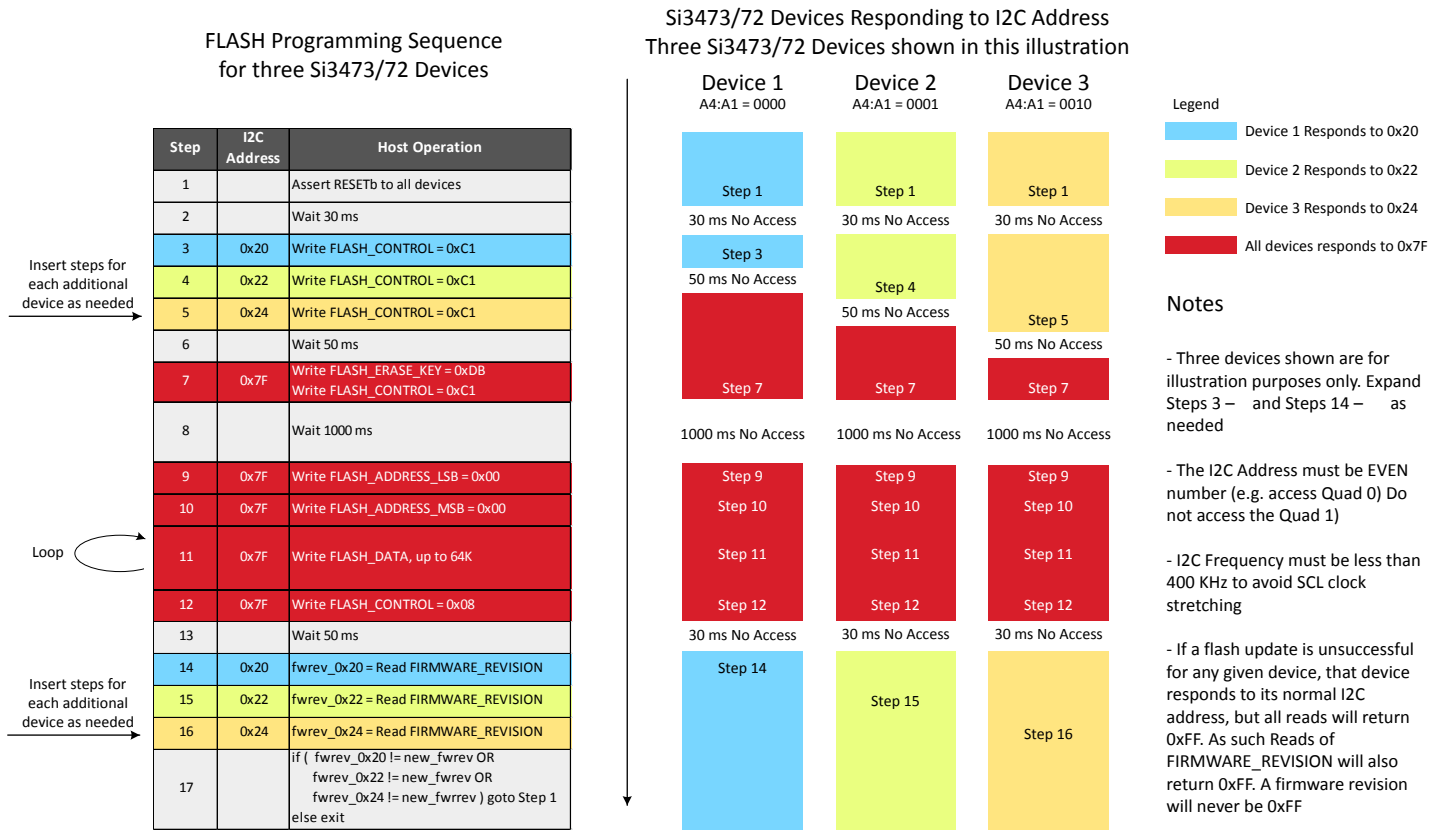 FLASH Programming Sequence
for three Si3473/72 Devices
Step
I2C
Address
Host Operation
1
Assert RESETb to all devices
2
Wait 30 ms
3
0x20
Write FLASH_CONTROL = 0xC1
4
0x22
Write FLASH_CONTROL = 0xC1
5
0x24
Write FLASH_CONTROL = 0xC1
6
Wait 50 ms
7
0x7F
Write FLASH_ERASE_KEY = 0xDB
Write FLASH_CONTROL = 0xC1
8
Wait 1000 ms
9
0x7F
Write FLASH_ADDRESS_LSB = 0x00
10
0x7F
Write FLASH_ADDRESS_MSB = 0x00
11
0x7F
Write FLASH_DATA, up to 64K
12
0x7F
Write FLASH_CONTROL = 0x08
13
Wait 50 ms
14
0x20
fwrev_0x20 = Read FIRMWARE_REVISION
15
0x22
fwrev_0x22 = Read FIRMWARE_REVISION
16
0x24
fwrev_0x24 = Read FIRMWARE_REVISION
17
if ( fwrev_0x20 != new_fwrev OR
fwrev_0x22 != new_fwrev OR
fwrev_0x24 != new_fwrrev ) goto Step 1
else exit
Insert steps for
each additional
device as needed
Loop
Insert steps for
each additional
device as needed
Si3473/72 Devices Responding to I2C Address
Three Si3473/72 Devices shown in this illustration
Device 1
A4:A1 = 0000
Step 1
30 ms No Access
Step 3
50 ms No Access
Step 7
1000 ms No Access
Step 9
Step 10
Step 11
Step 12
30 ms No Access
Step 14
Device 2
A4:A1 = 0001
Step 1
30 ms No Access
Step 4
50 ms No Access
Step 7
1000 ms No Access
Step 9
Step 10
Step 11
Step 12
30 ms No Access
Step 15
Device 3
A4:A1 = 0010
Step 1
30 ms No Access
Step 5
50 ms No Access
Step 7
1000 ms No Access
Step 9
Step 10
Step 11
Step 12
30 ms No Access
Step 16
Legend
Device 1 Responds to 0x20
Device 2 Responds to 0x22
Device 3 Responds to 0x24
All devices responds to 0x7F
Notes
- Three devices shown are for
illustration purposes only. Expand
Steps 3 – and Steps 14 – as
needed
- The I2C Address must be EVEN
number (e.g. access Quad 0) Do
not access the Quad 1)
- I2C Frequency must be less than
400 KHz to avoid SCL clock
stretching
- If a flash update is unsuccessful
for any given device, that device
responds to its normal I2C
address, but all reads will return
0xFF. As such Reads of
FIRMWARE_REVISION will also
return 0xFF. A firmware revision
will never be 0xFF